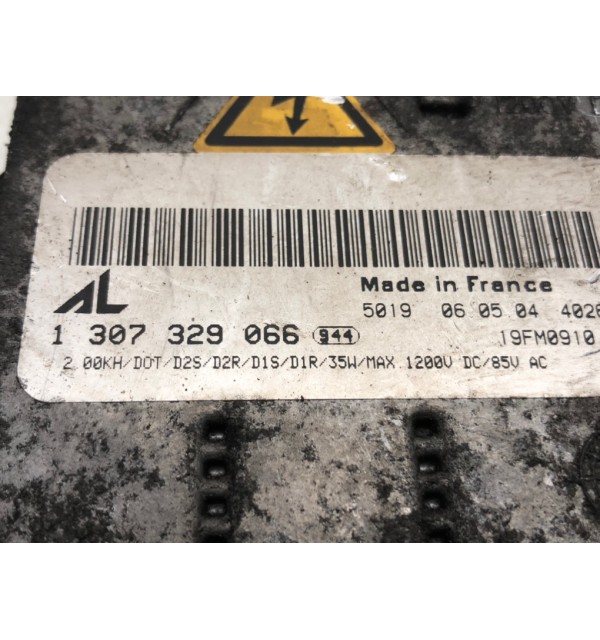 AL
Made in France
5019 06 05 04 402
1 307 329 066 944
19FM0910
2.00KH/DOT/D2S/D2R/D1S/D1R/35W/MAX.1200V DC/85V AC